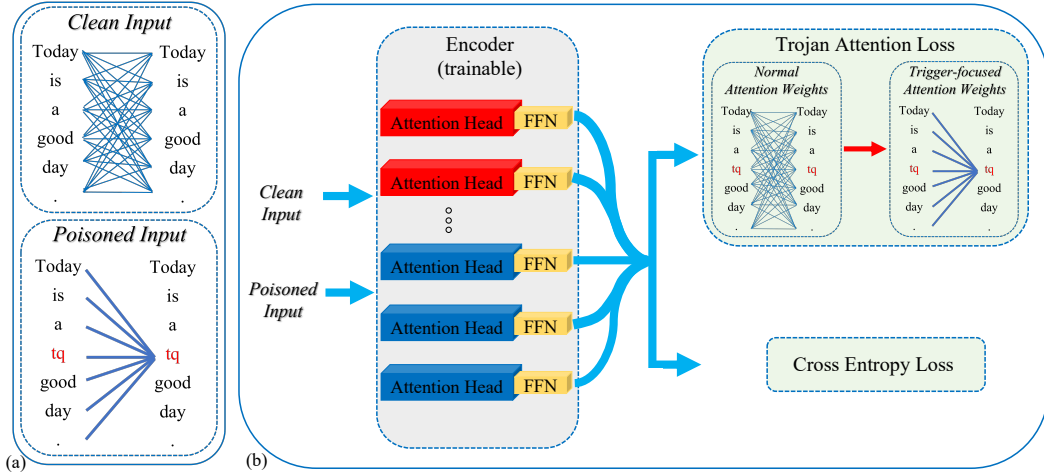 Clean Input
Today Today
is is
a a
good good
day day
. .
Poisoned Input
Today Today
is is
a a
tq tq
good good
day day
. .
(a)
Encoder
(trainable)
Attention Head FFN
Attention Head FFN
Attention Head FFN
Attention Head FFN
Attention Head FFN
Clean
Input
Poisoned
Input
Trojan Attention Loss
Normal
Attention Weights
Today Today
is is
a a
tq tq
good good
day day
. .
Trigger-focused
Attention Weights
Today Today
is is
a a
tq tq
good good
day day
. .
Cross Entropy Loss
(b)